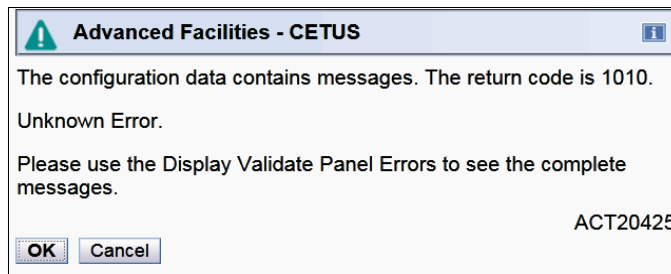 Advanced Facilities - CETUS
The configuration data contains messages. The return code is 1010.
Unknown Error.
Please use the Display Validate Panel Errors to see the complete
messages.
ACT20425
OK Cancel